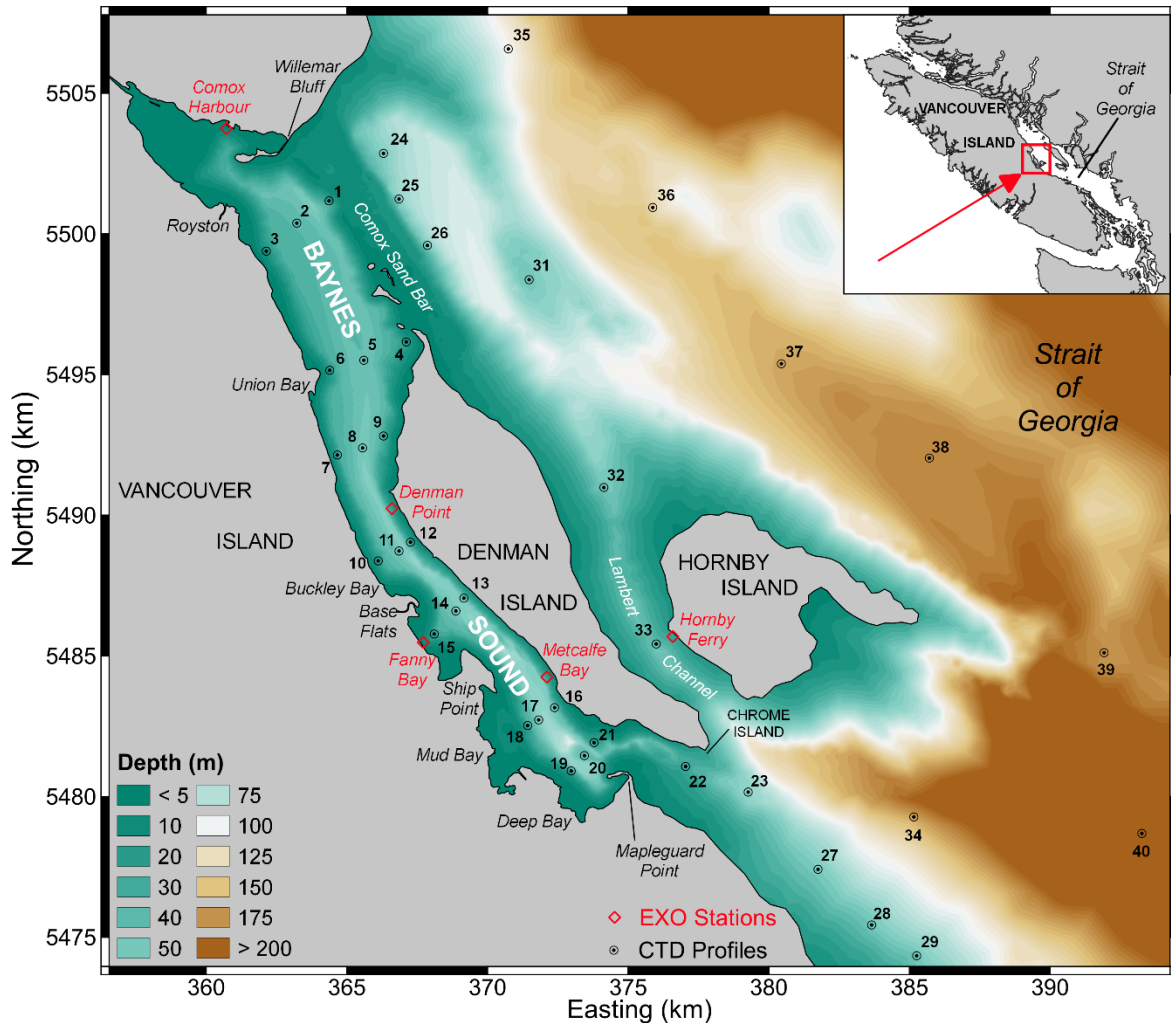 35
Willemar
Bluff
Comox
Harbour
5505
24
25
1
2
Royston
3
26
36
5500
Comox Sand Bar
31
BAYNES
Strait
of
Georgia
VANCOUVER
ISLAND
5
4
6
5495
Union Bay
37
Strait
of
Georgia
9
8
7
38
32
VANCOUVER
ISLAND
Denman
Point
5490
12
11
10
DENMAN
ISLAND
HORNBY
ISLAND
Buckley Bay
13
14
Base
Flats
Lambert
Channel
15
Fanny
Bay
33
Hornby
Ferry
5485
39
SOUND
Metcalfe
Bay
Ship
Point
16
17
18
CHROME
ISLAND
21
Mud Bay
19
20
22
23
5480
Deep Bay
Mapleguard
Point
34
40
Depth (m)
< 5
75
10
100
20
125
30
150
40
175
50
> 200
27
28
29
EXO Stations
CTD Profiles
5475
Northing (km)
360
365
370
375
380
385
390
Easting (km)